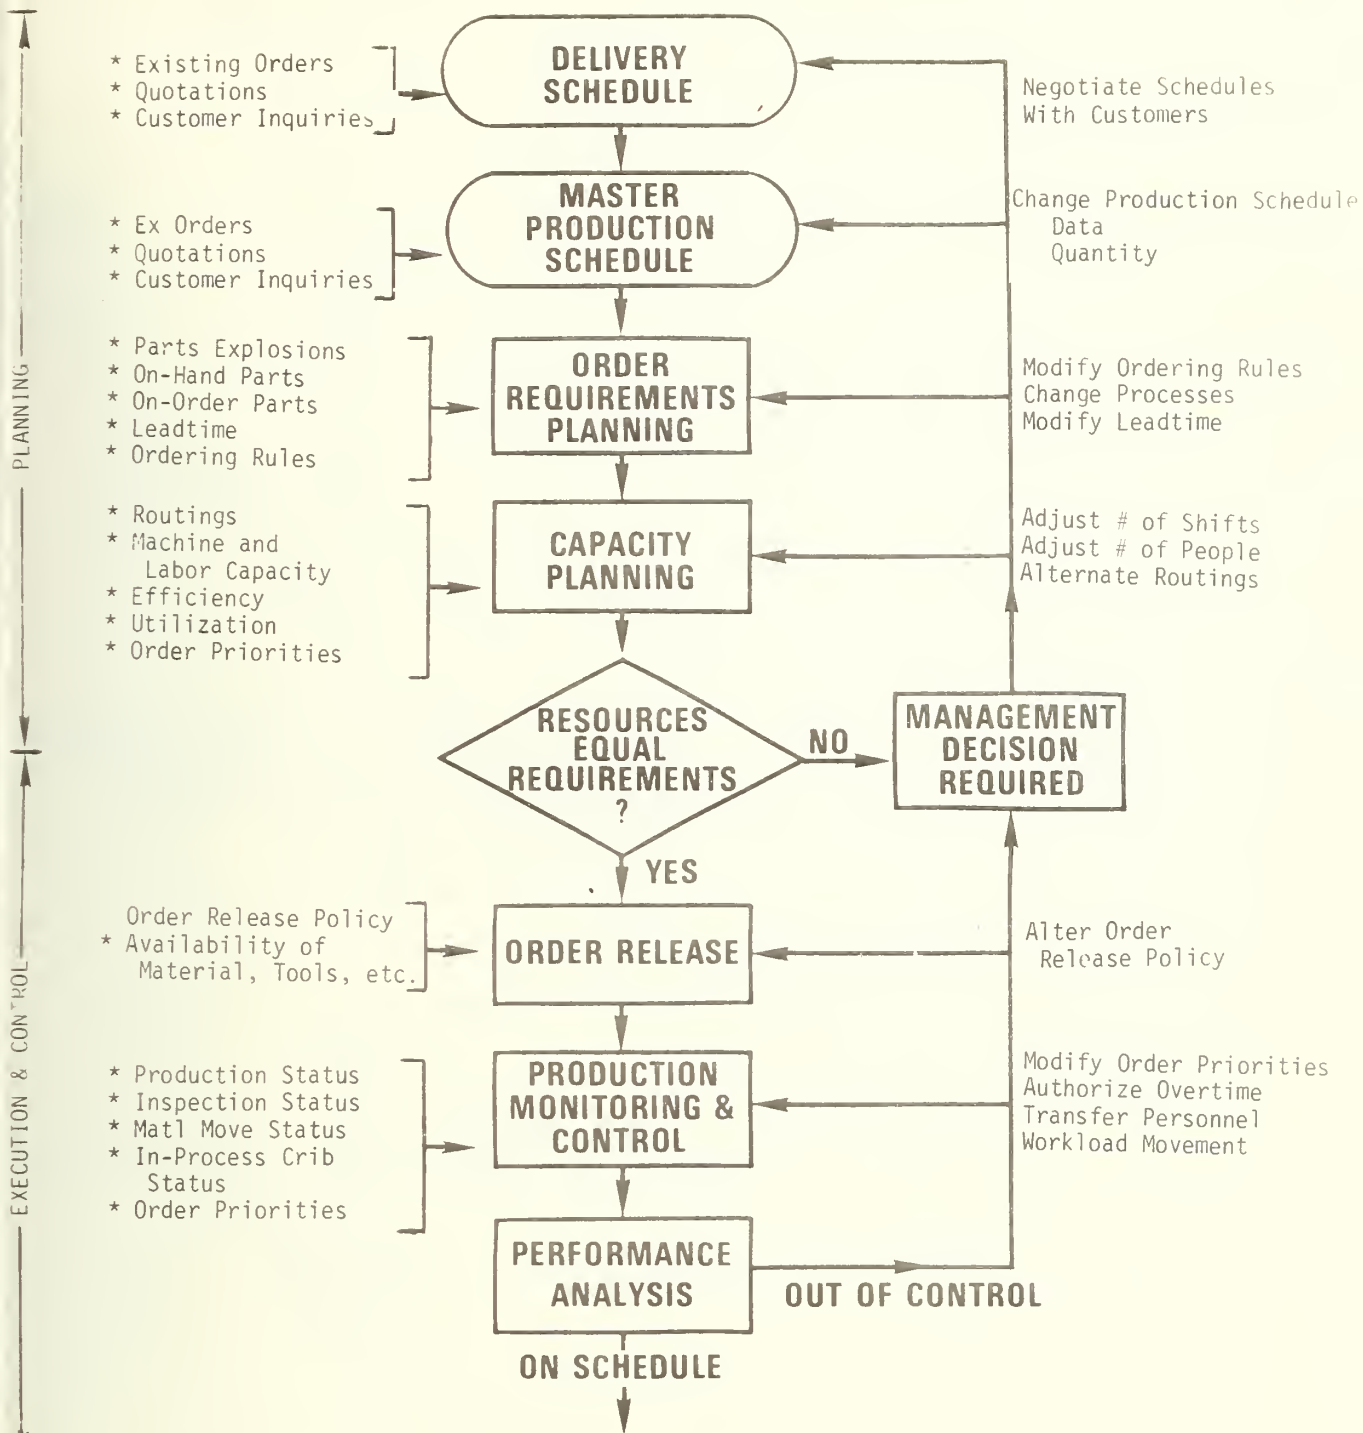 PLANNING
EXECUTION & CONTROL
* Existing Orders
* Quotations
* Customer Inquiries
DELIVERY
SCHEDULE
Negotiate Schedules
With Customers
* Ex Orders
* Quotations
* Customer Inquiries
MASTER
PRODUCTION
SCHEDULE
Change Production Schedule
Data
Quantity
* Parts Explosions
* On-Hand Parts
* On-Order Parts
* Leadtime
* Ordering Rules
ORDER
REQUIREMENTS
PLANNING
Modify Ordering Rules
Change Processes
Modify Leadtime
* Routings
* Machine and
Labor Capacity
* Efficiency
* Utilization
* Order Priorities
CAPACITY
PLANNING
Adjust # of Shifts
Adjust # of People
Alternate Routings
RESOURCES
EQUAL
REQUIREMENTS
?
NO
MANAGEMENT
DECISION
REQUIRED
YES
Order Release Policy
* Availability of
Material, Tools, etc.
ORDER RELEASE
Alter Order
Release Policy
* Production Status
* Inspection Status
* Matl Move Status
* In-Process Crib
Status
* Order Priorities
PRODUCTION
MONITORING &
CONTROL
Modify Order Priorities
Authorize Overtime
Transfer Personnel
Workload Movement
PERFORMANCE
ANALYSIS
OUT OF CONTROL
ON SCHEDULE